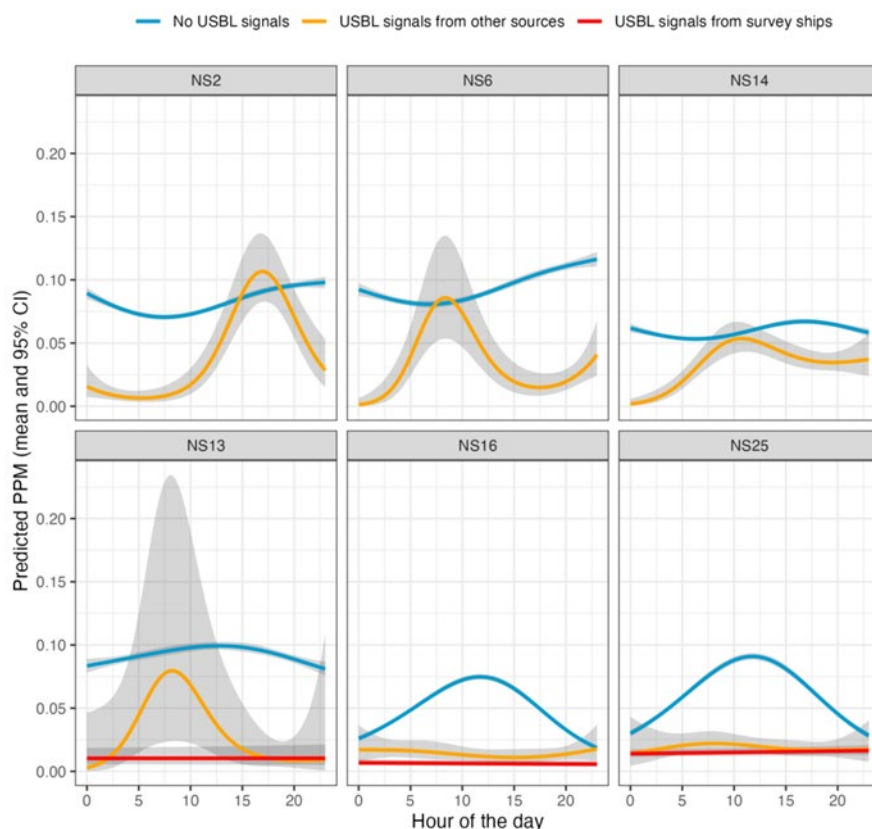 No USBL signals USBL signals from other sources USBL signals from survey ships
NS2 NS6 NS14
0.20
0.15
0.10
0.05
0.00
NS13 NS16 NS25
0.20
0.15
0.10
0.05
0.00
0 5 10 15 20 0 5 10 15 20 0 5 10 15 20
Predicted PPM (mean and 95% CI)
Hour of the day